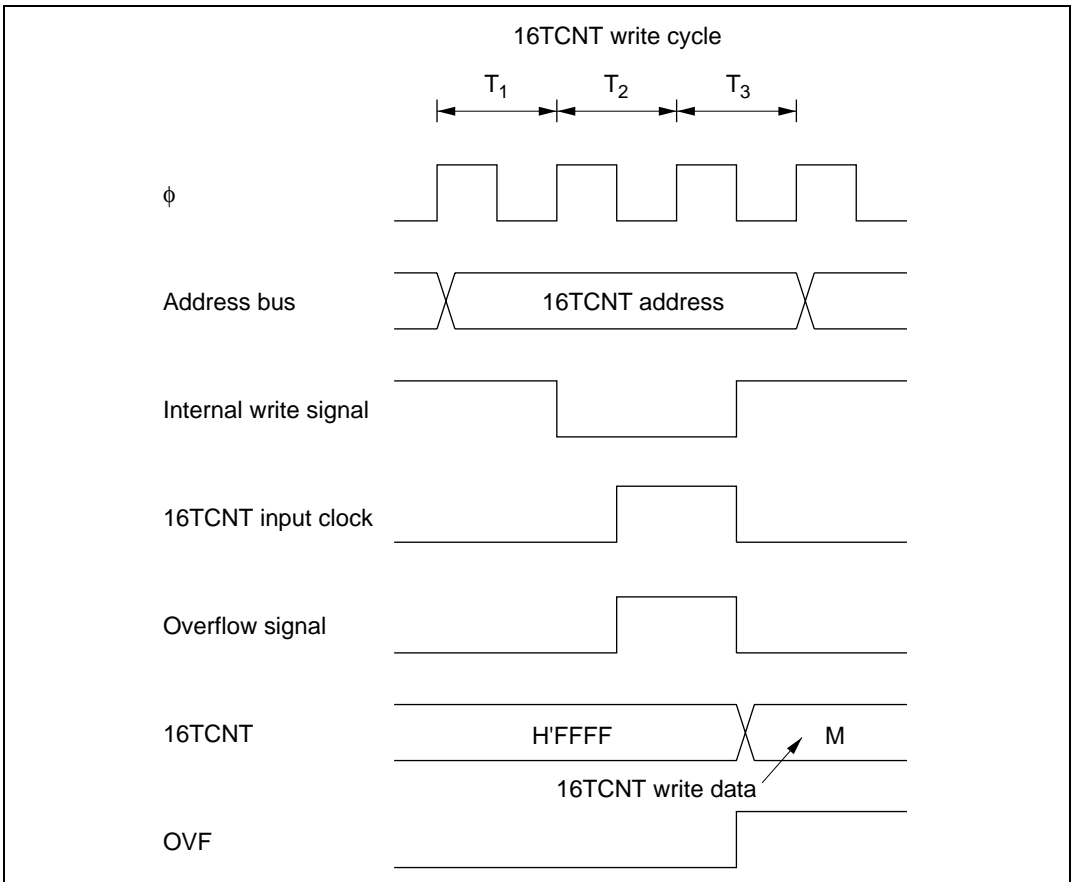 16TCNT write cycle
T1 T2 T3
ϕ
Address bus 16TCNT address
Internal write signal
16TCNT input clock
Overflow signal
16TCNT H'FFFF M
16TCNT write data
OVF